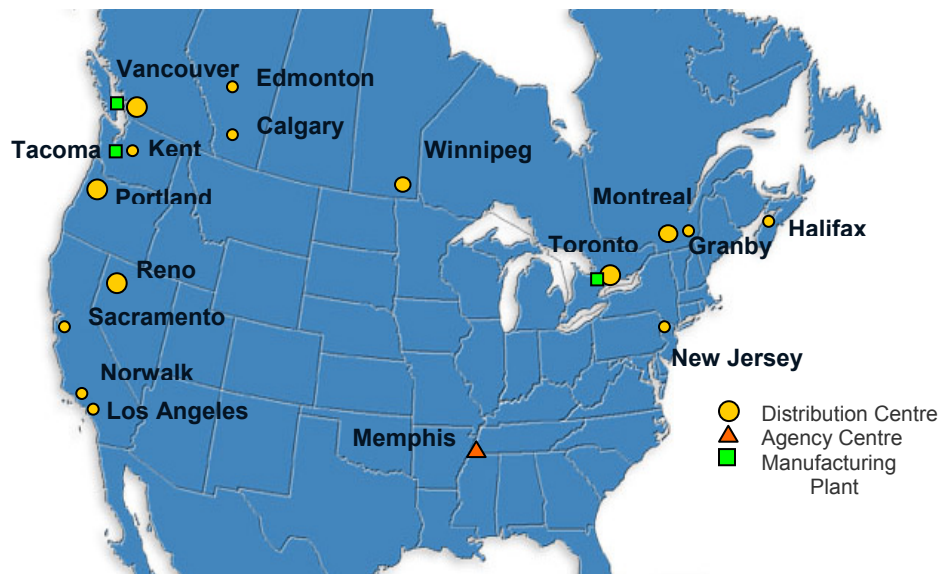 Vancouver
Edmonton
Calgary
Tacoma
Kent
Winnipeg
Portland
Montreal
Halifax
Toronto
Granby
Reno
Sacramento
New Jersey
Norwalk
Los Angeles
Memphis
Distribution Centre
Agency Centre
Manufacturing
Plant